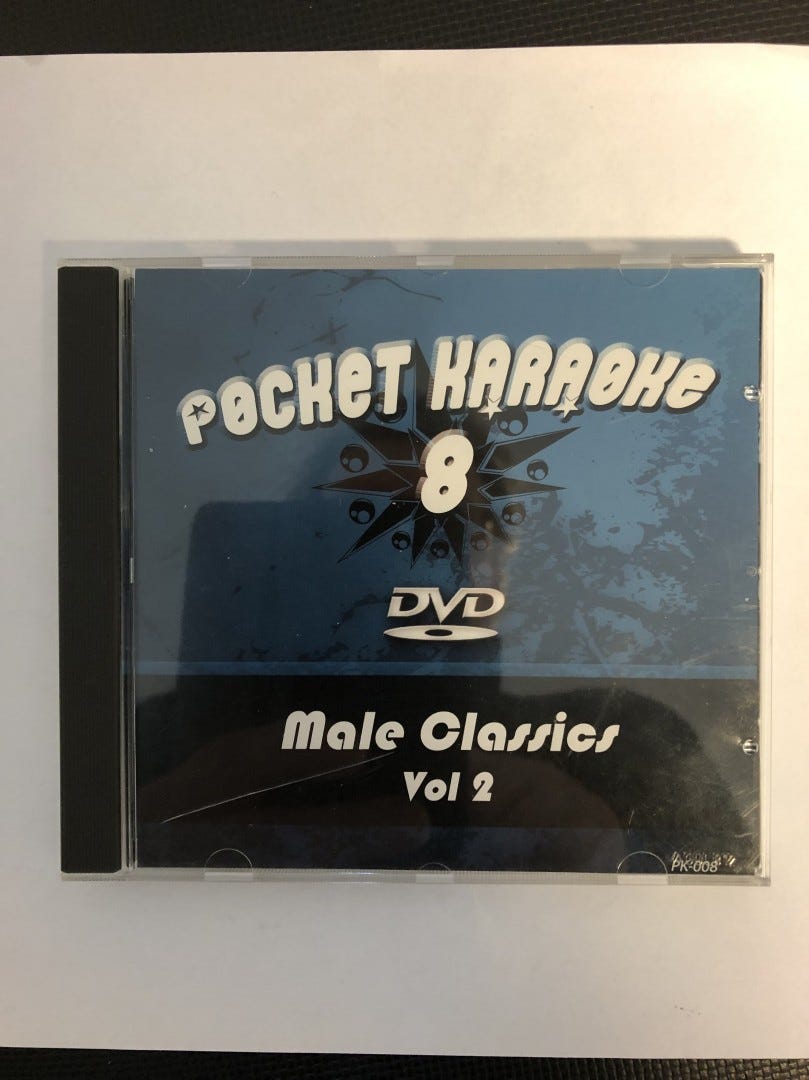 POCKET KARAOKE
8
DVD
Male Classics
Vol 2
PK-008